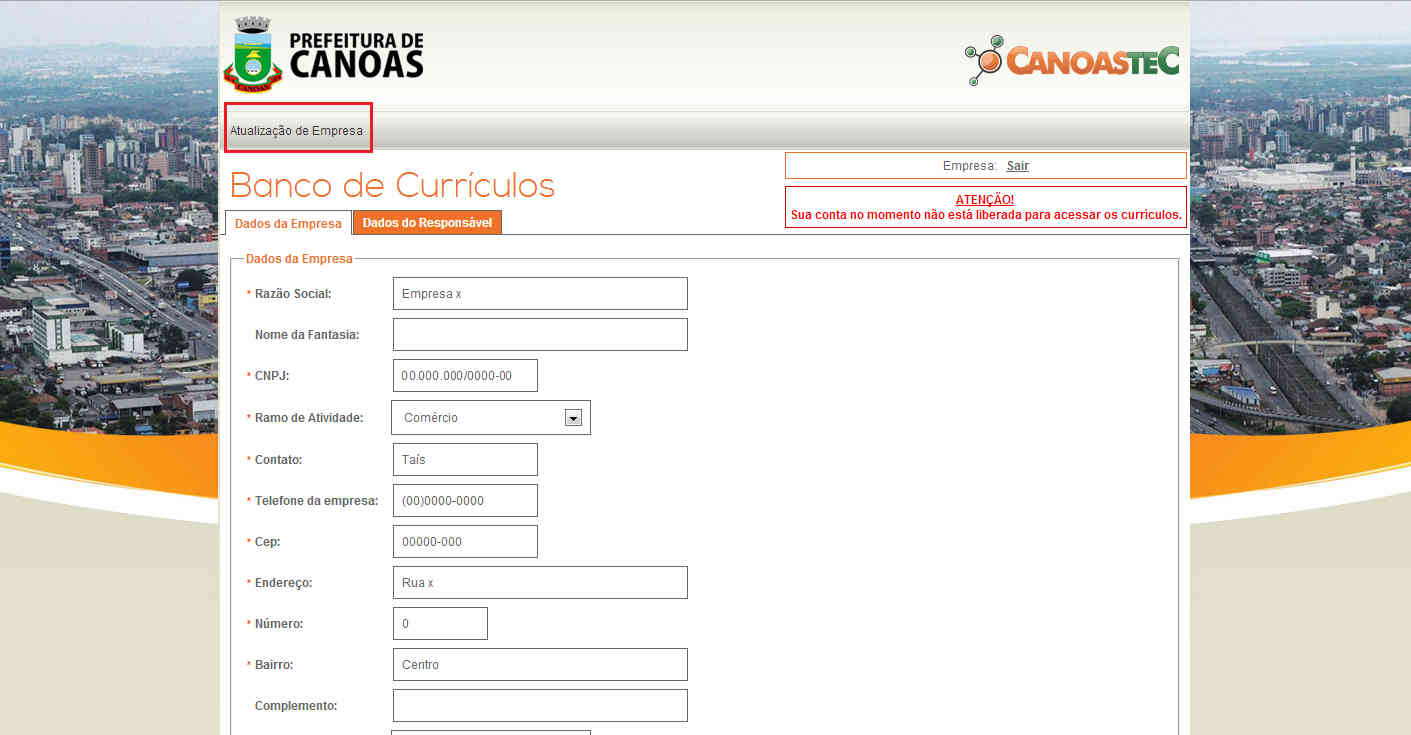 PREFEITURA DE
CANOAS
CANOAS
CANOASTEC
Atualização de Empresa
Empresa: Sair
Banco de Currículos
ATENÇÃO!
Sua conta no momento não está liberada para acessar os currículos.
Dados da Empresa
Dados do Responsável
Dados da Empresa
* Razão Social: Empresa x
Nome da Fantasia:
* CNPJ: 00.000.000/0000-00
* Ramo de Atividade: Comércio
* Contato: Taís
* Telefone da empresa: (00)0000-0000
* Cep: 00000-000
* Endereço: Rua x
* Número: 0
* Bairro: Centro
Complemento: